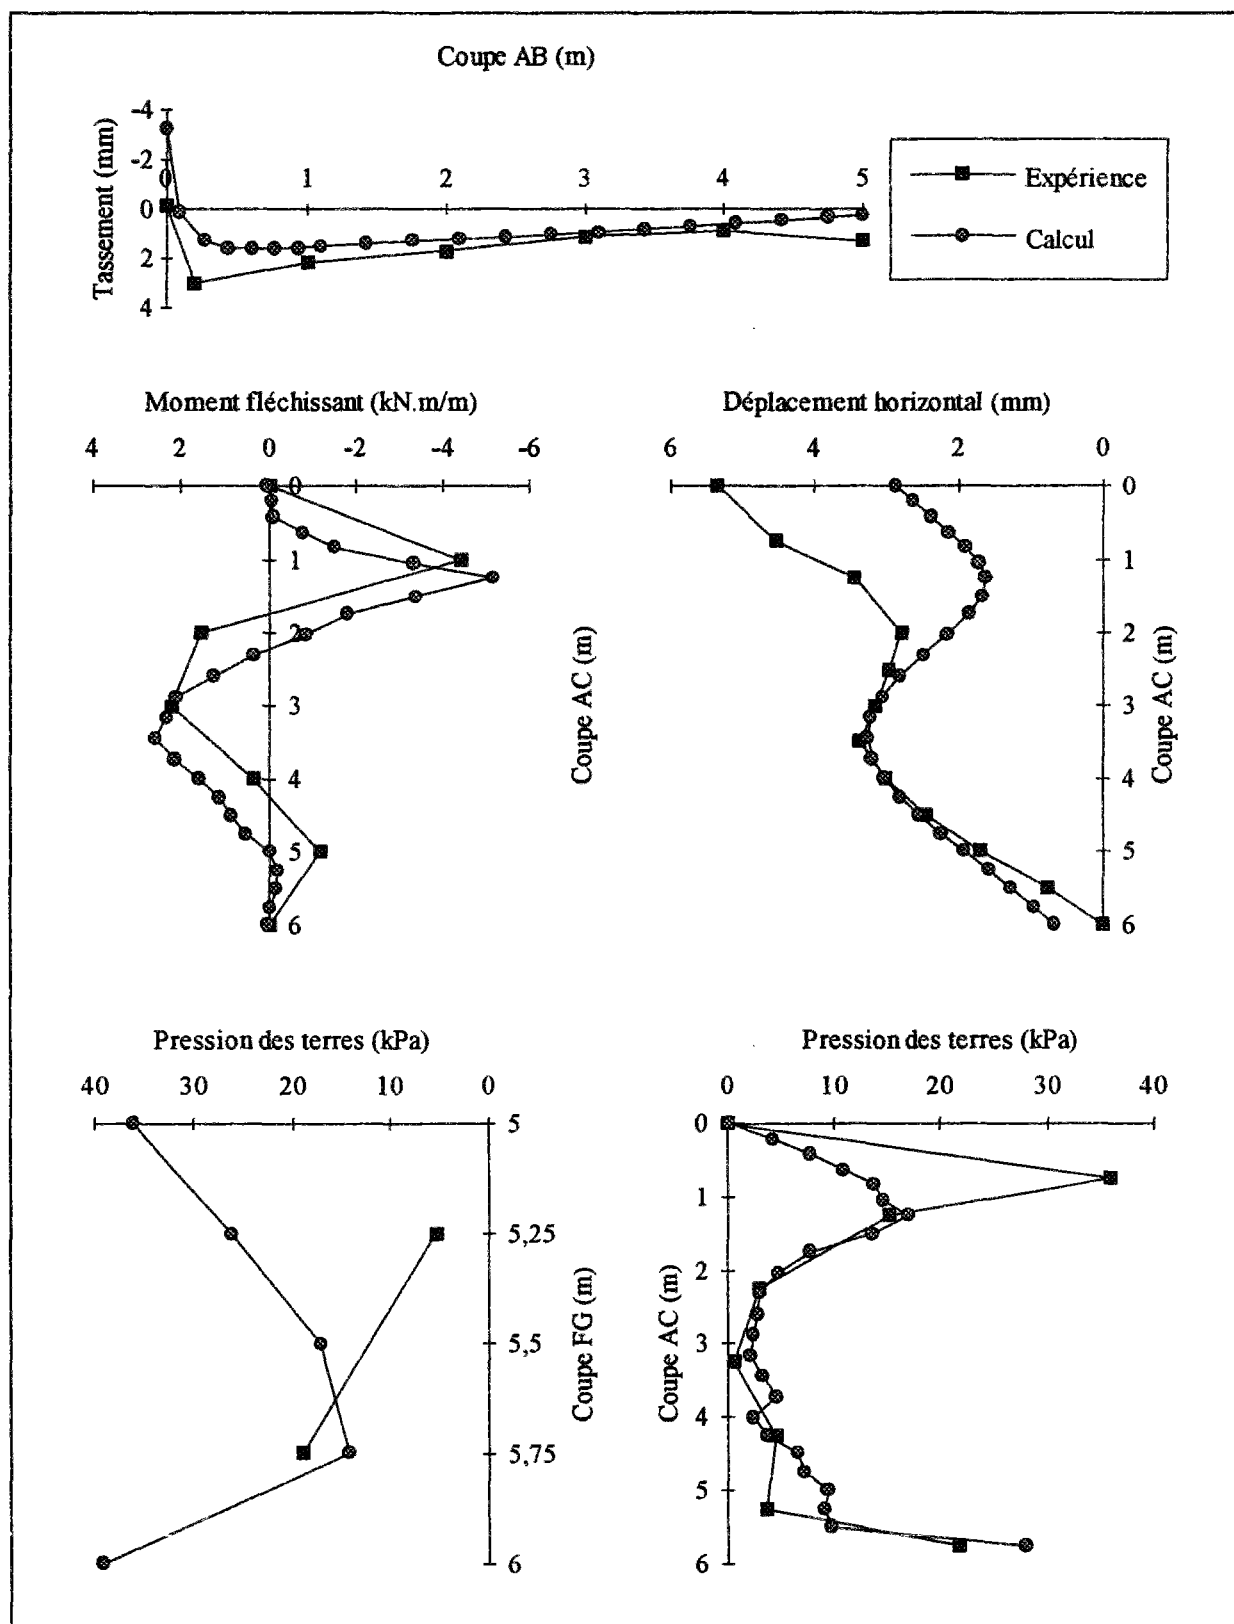 Coupe AB (m)
Tassement (mm)
-4
-2
0
2
4
0 1 2 3 4 5
Expérience
Calcul
Moment fléchissant (kN.m/m)
4 2 0 -2 -4 -6
0
1
2
3
4
5
6
Coupe AC (m)
Déplacement horizontal (mm)
6 4 2 0
0
1
2
3
4
5
6
Coupe AC (m)
Pression des terres (kPa)
40 30 20 10 0
5
5,25
5,5
5,75
6
Coupe FG (m)
Pression des terres (kPa)
0 10 20 30 40
0
1
2
3
4
5
6
Coupe AC (m)